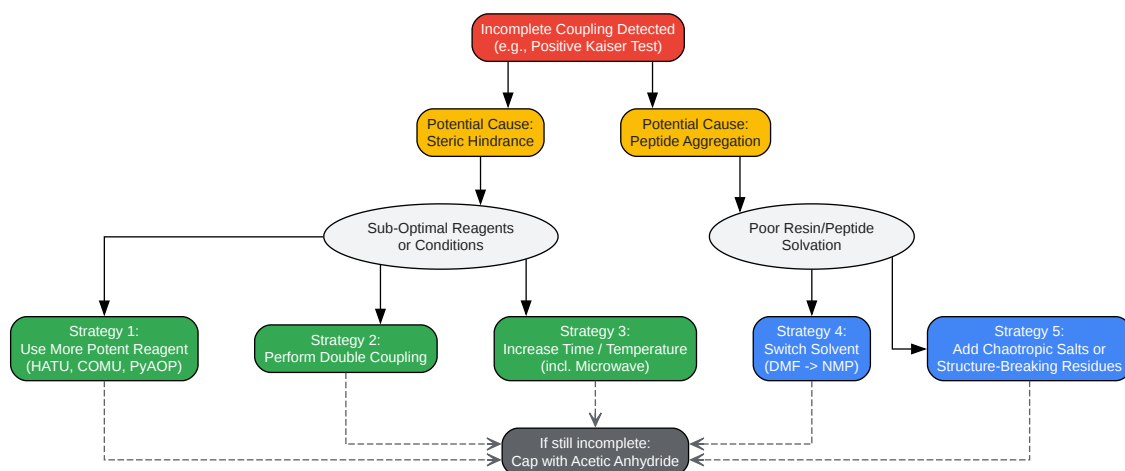 Incomplete Coupling Detected
(e.g., Positive Kaiser Test)
Potential Cause:
Steric Hindrance
Potential Cause:
Peptide Aggregation
Sub-Optimal Reagents
or Conditions
Poor Resin/Peptide
Solvation
Strategy 1:
Use More Potent Reagent
(HATU, COMU, PyAOP)
Strategy 2:
Perform Double Coupling
Strategy 3:
Increase Time / Temperature
(incl. Microwave)
Strategy 4:
Switch Solvent
(DMF -> NMP)
Strategy 5:
Add Chaotropic Salts or
Structure-Breaking Residues
If still incomplete:
Cap with Acetic Anhydride